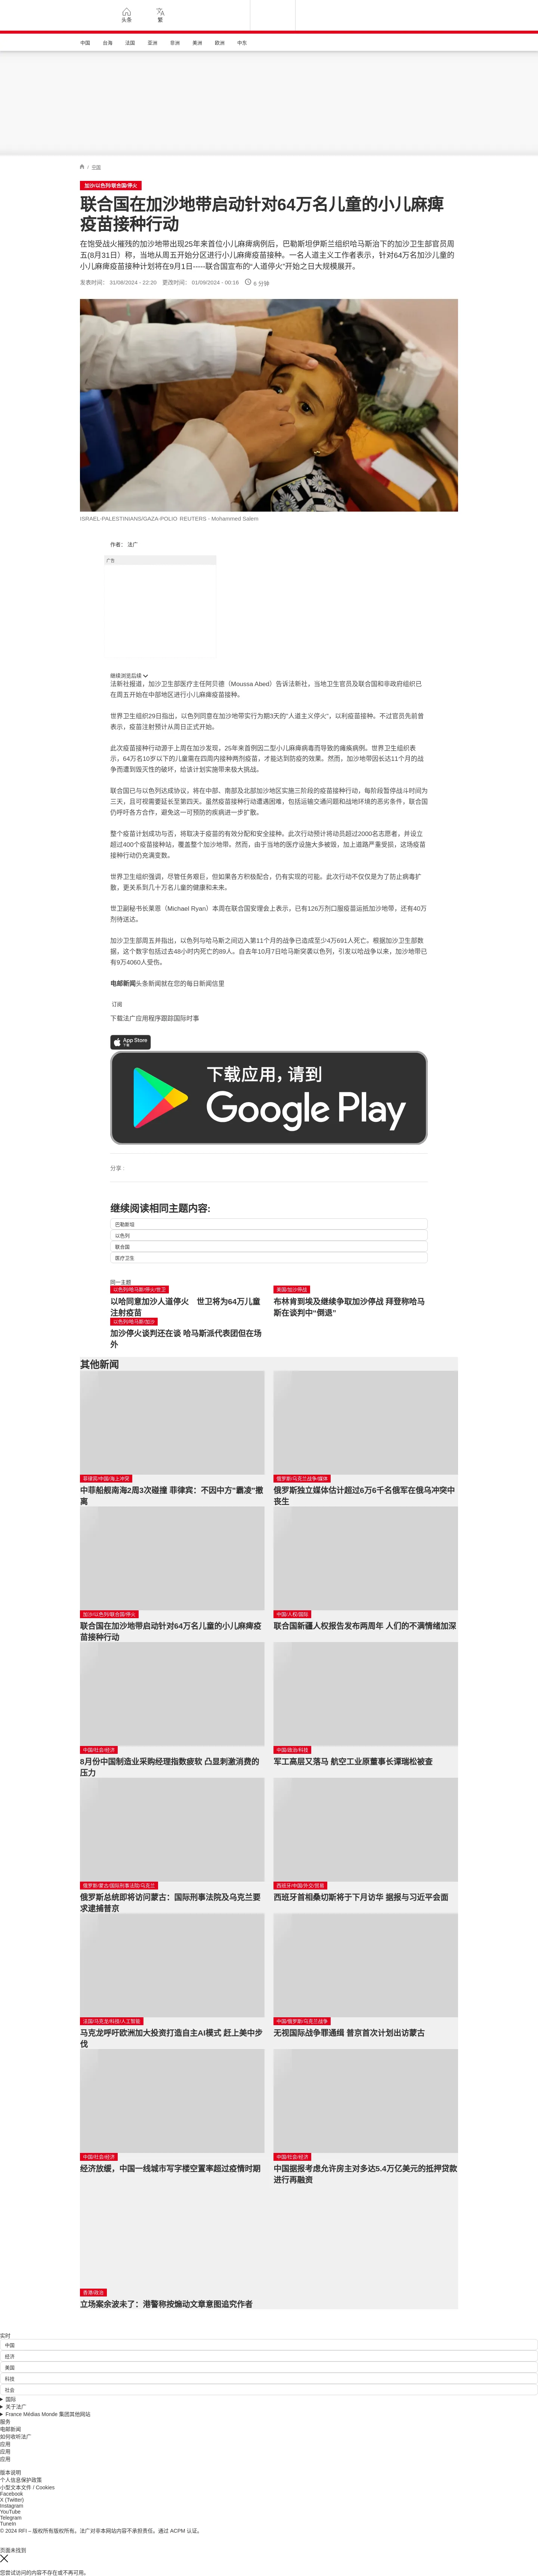 头条
繁
中国
台海
法国
亚洲
非洲
美洲
欧洲
中东
/ 中国
加沙/以色列/联合国/停火
联合国在加沙地带启动针对64万名儿童的小儿麻痺
疫苗接种行动
在饱受战火摧残的加沙地带出现25年来首位小儿麻痺病例后，巴勒斯坦伊斯兰组织哈马斯治下的加沙卫生部官员周
五(8月31日）称，当地从周五开始分区进行小儿麻痺疫苗接种。一名人道主义工作者表示，针对64万名加沙儿童的
小儿麻痺疫苗接种计划将在9月1日-----联合国宣布的“人道停火”开始之日大规模展开。
发表时间： 31/08/2024 - 22:20 更改时间： 01/09/2024 - 00:16 6 分钟
ISRAEL-PALESTINIANS/GAZA-POLIO REUTERS - Mohammed Salem
作者： 法广
广告
继续浏览后续
法新社报道，加沙卫生部医疗主任阿贝德（Moussa Abed）告诉法新社，当地卫生官员及联合国和非政府组织已
在周五开始在中部地区进行小儿麻痺疫苗接种。
世界卫生组织29日指出，以色列同意在加沙地带实行为期3天的“人道主义停火”，以利疫苗接种。不过官员先前曾
表示，疫苗注射预计从周日正式开始。
此次疫苗接种行动源于上周在加沙发现，25年来首例因二型小儿麻痺病毒而导致的瘫痪病例。世界卫生组织表
示，64万名10岁以下的儿童需在四周内接种两剂疫苗，才能达到防疫的效果。然而，加沙地带因长达11个月的战
争而遭到毁灭性的破坏，给该计划实施带来极大挑战。
联合国已与以色列达成协议，将在中部、南部及北部加沙地区实施三阶段的疫苗接种行动，每阶段暂停战斗时间为
三天，且可视需要延长至第四天。虽然疫苗接种行动遭遇困难，包括运输交通问题和战地环境的恶劣条件，联合国
仍呼吁各方合作，避免这一可预防的疾病进一步扩散。
整个疫苗计划成功与否，将取决于疫苗的有效分配和安全接种。此次行动预计将动员超过2000名志愿者，并设立
超过400个疫苗接种站，覆盖整个加沙地带。然而，由于当地的医疗设施大多被毁，加上道路严重受损，这场疫苗
接种行动仍充满变数。
世界卫生组织强调，尽管任务艰巨，但如果各方积极配合，仍有实现的可能。此次行动不仅仅是为了防止病毒扩
散，更关系到几十万名儿童的健康和未来。
世卫副秘书长莱恩（Michael Ryan）本周在联合国安理会上表示，已有126万剂口服疫苗运抵加沙地带，还有40万
剂待送达。
加沙卫生部周五并指出，以色列与哈马斯之间迈入第11个月的战争已造成至少4万691人死亡。根据加沙卫生部数
据，这个数字包括过去48小时内死亡的89人。自去年10月7日哈马斯突袭以色列，引发以哈战争以来，加沙地带已
有9万4060人受伤。
电邮新闻头条新闻就在您的每日新闻信里
订阅
下载法广应用程序跟踪国际时事
App Store
下载
下载应用，请到
Google Play
分享 :
继续阅读相同主题内容:
巴勒斯坦
以色列
联合国
医疗卫生
同一主题
以色列/哈马斯/停火/世卫
以哈同意加沙人道停火　世卫将为64万儿童
注射疫苗
美国/加沙停战
布林肯到埃及继续争取加沙停战 拜登称哈马
斯在谈判中“倒退”
以色列/哈马斯/加沙
加沙停火谈判还在谈 哈马斯派代表团但在场
外
其他新闻
菲律宾/中国/海上冲突
中菲船舰南海2周3次碰撞 菲律宾：不因中方“霸凌”撤
离
俄罗斯/乌克兰战争/媒体
俄罗斯独立媒体估计超过6万6千名俄军在俄乌冲突中
丧生
加沙/以色列/联合国/停火
联合国在加沙地带启动针对64万名儿童的小儿麻痺疫
苗接种行动
中国/人权/国际
联合国新疆人权报告发布两周年 人们的不满情绪加深
中国/社会/经济
8月份中国制造业采购经理指数疲软 凸显刺激消费的
压力
中国/政治/科技
军工高层又落马 航空工业原董事长谭瑞松被查
俄罗斯/蒙古/国际刑事法院/乌克兰
俄罗斯总统即将访问蒙古：国际刑事法院及乌克兰要
求逮捕普京
西班牙/中国/外交/贸易
西班牙首相桑切斯将于下月访华 据报与习近平会面
法国/马克龙/科技/人工智能
马克龙呼吁欧洲加大投资打造自主AI模式 赶上美中步
伐
中国/俄罗斯/乌克兰战争
无视国际战争罪通缉 普京首次计划出访蒙古
中国/社会/经济
经济放缓，中国一线城市写字楼空置率超过疫情时期
中国/社会/经济
中国据报考虑允许房主对多达5.4万亿美元的抵押贷款
进行再融资
香港/政治
立场案余波未了：港警称按煽动文章意图追究作者
实时
中国
经济
美国
科技
社会
国际
关于法广
France Médias Monde 集团其他网站
服务
电邮新闻
如何收听法广
应用
应用
应用
版本说明
个人信息保护政策
小型文本文件 / Cookies
Facebook
X (Twitter)
Instagram
YouTube
Telegram
TuneIn
© 2024 RFI – 版权所有版权所有。法广对非本网站内容不承担责任。通过 ACPM 认证。
页面未找到
您尝试访问的内容不存在或不再可用。